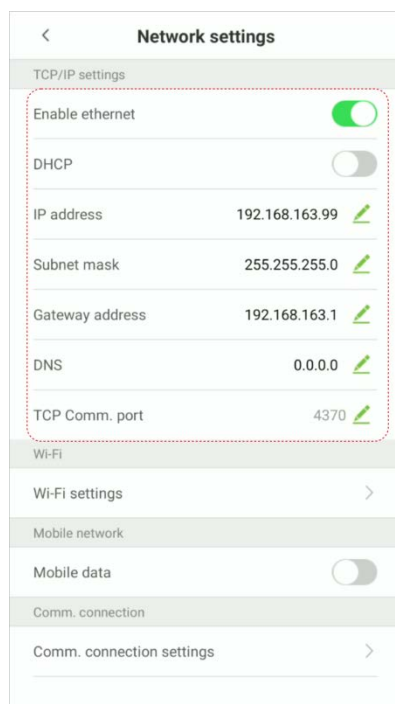 Network settings
TCP/IP settings
Enable ethernet
DHCP
IP address 192.168.163.99
Subnet mask 255.255.255.0
Gateway address 192.168.163.1
DNS 0.0.0.0
TCP Comm. port 4370
Wi-Fi
Wi-Fi settings
Mobile network
Mobile data
Comm. connection
Comm. connection settings